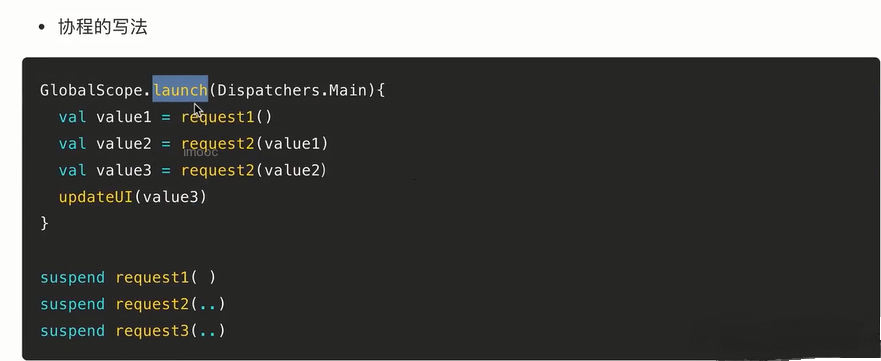 • 协程的写法
GlobalScope.launch(Dispatchers.Main){
  val value1 = request1()
  val value2 = request2(value1)
imooc
  val value3 = request2(value2)
  updateUI(value3)
}
suspend request1( )
suspend request2(..)
suspend request3(..)